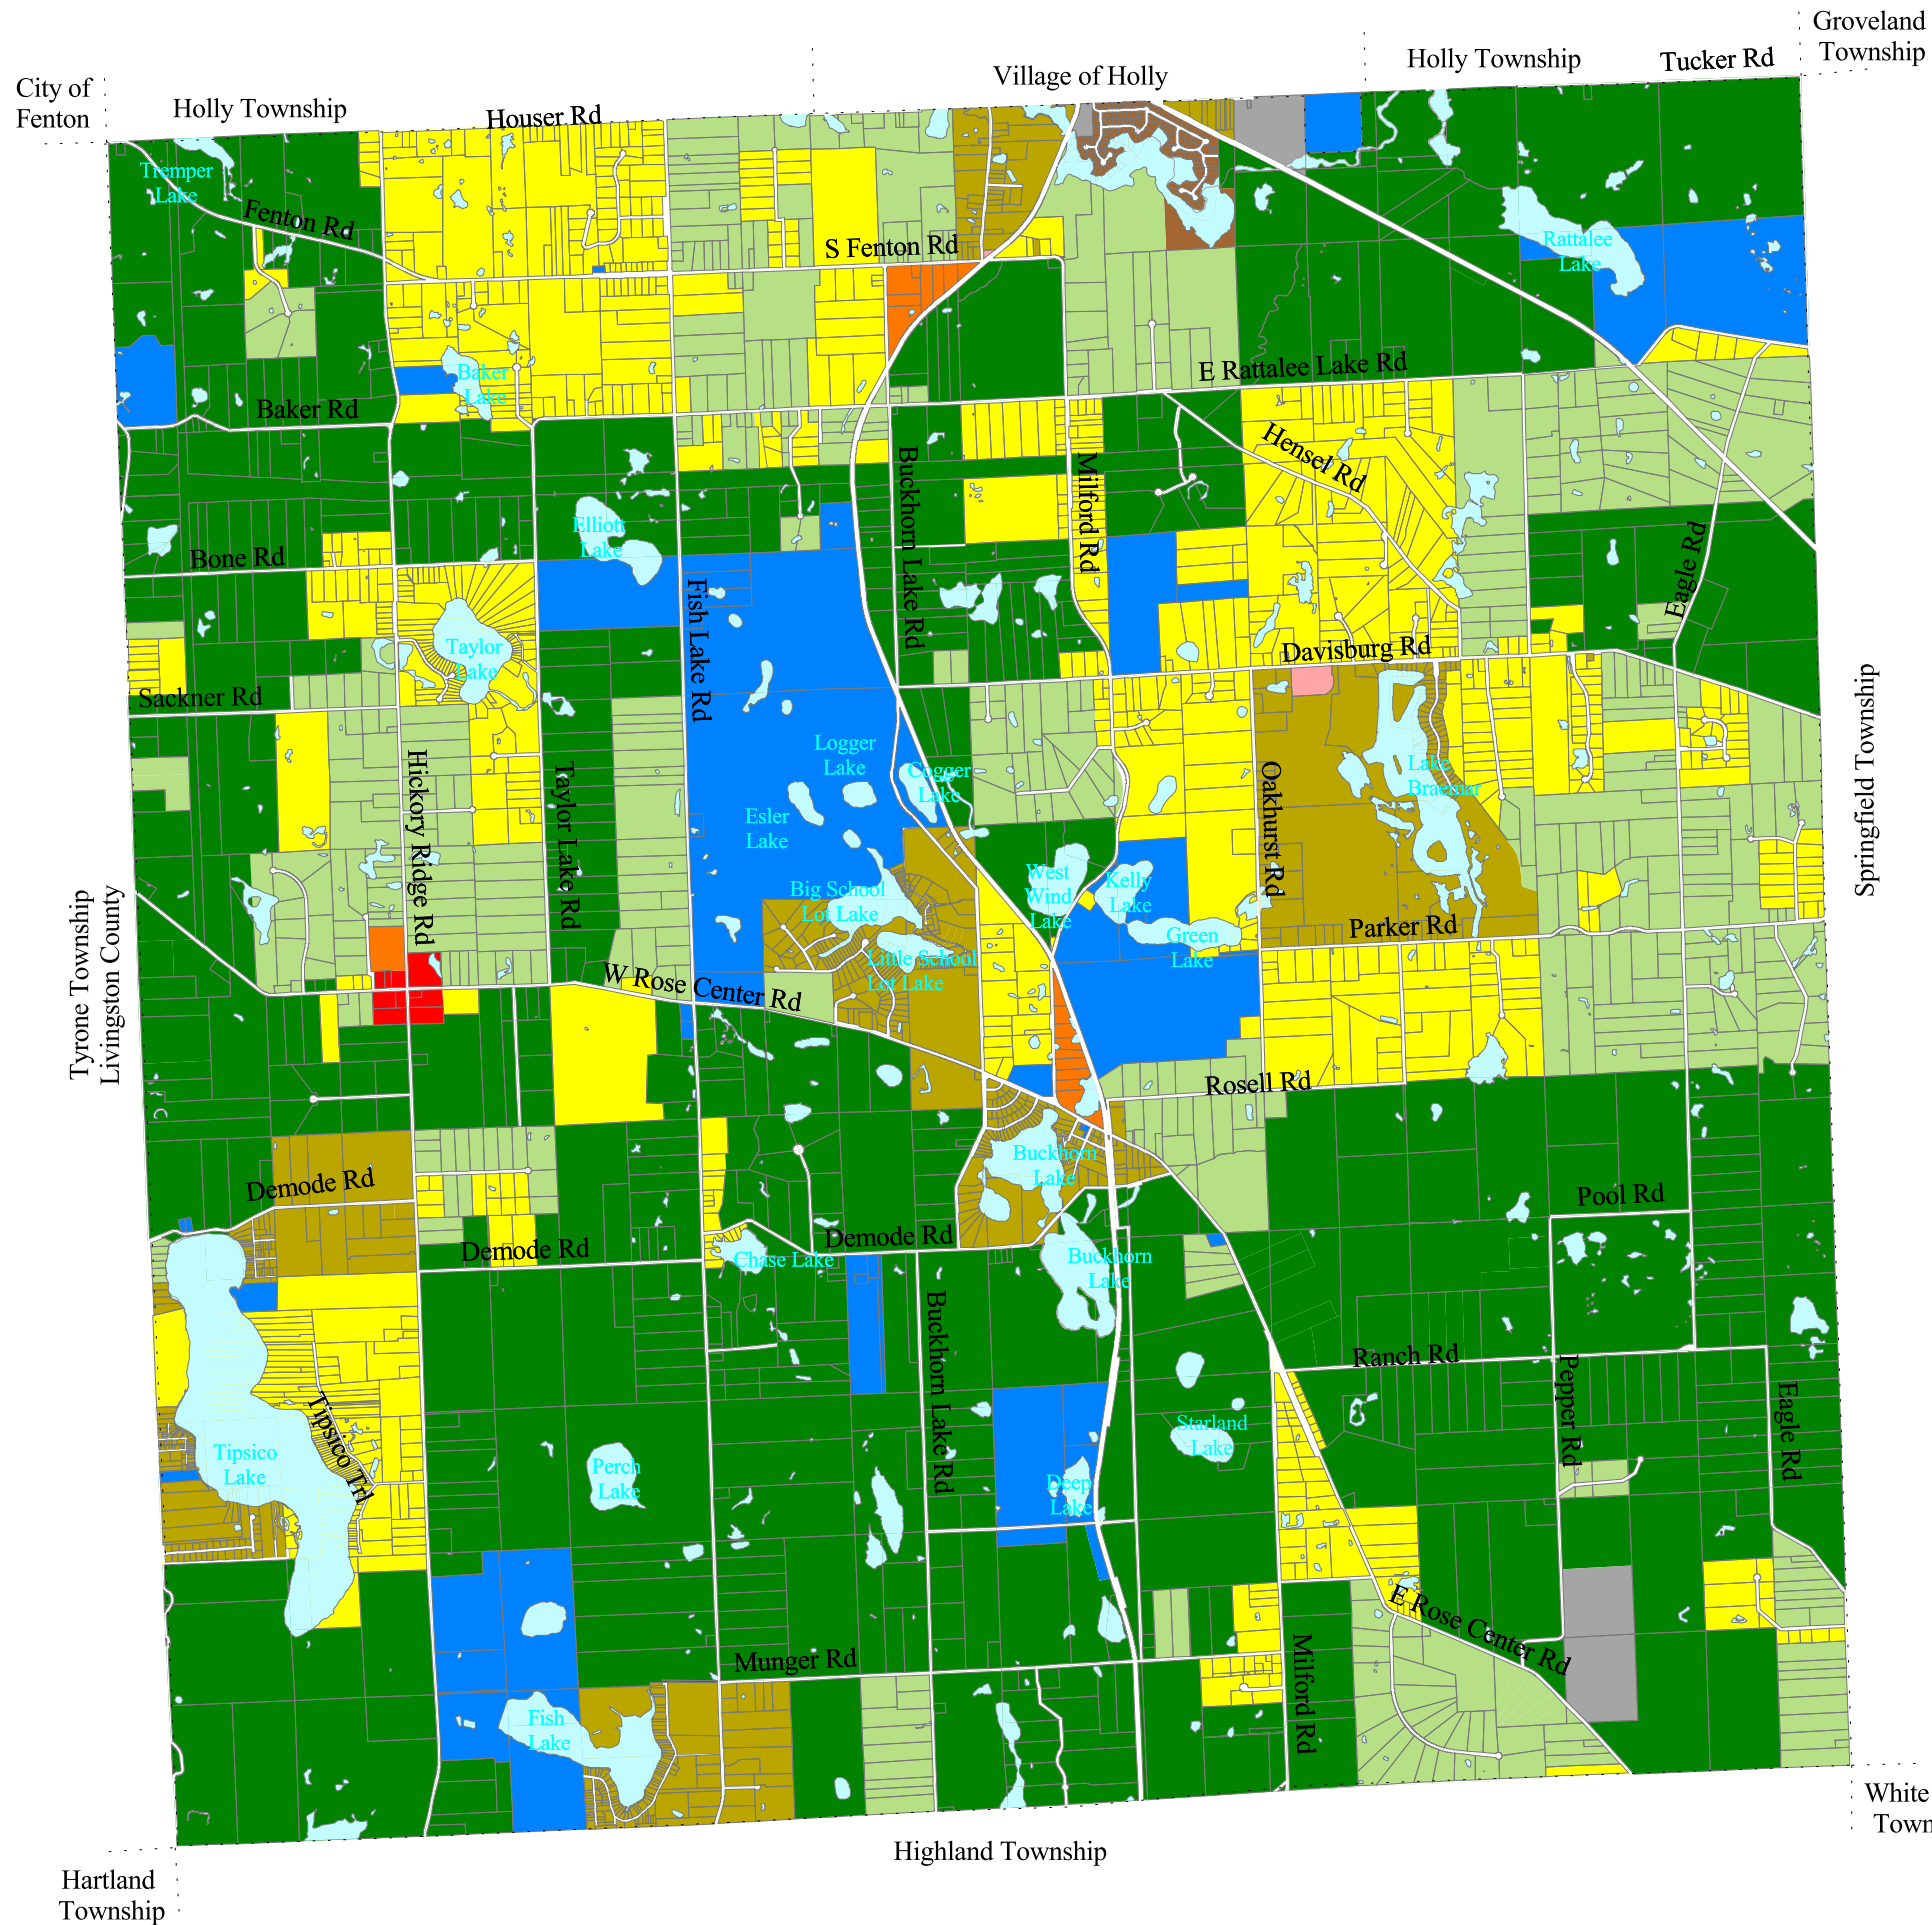 Groveland
Township
Holly Township
Tucker Rd
Village of Holly
City of
Fenton
Holly Township
Houser Rd
Tremper
Lake
Fenton Rd
S Fenton Rd
Rattalee
Lake
E Rattalee Lake Rd
Baker
Lake
Baker Rd
Hensel Rd
Buckhorn Lake Rd
Milford Rd
Elliott
Lake
Bone Rd
Eagle Rd
Fish Lake Rd
Taylor
Lake
Davisburg Rd
Sackner Rd
Springfield Township
Logger
Lake
Cogger
Lake
Lake
Braemar
Hickory Ridge Rd
Taylor Lake Rd
Oakhurst Rd
Esler
Lake
West
Wind
Lake
Kelly
Lake
Big School
Lot Lake
Parker Rd
Green
Lake
Little School
Lot Lake
Tyrone Township
Livingston County
W Rose Center Rd
Rosell Rd
Buckhorn
Lake
Demode Rd
Pool Rd
Demode Rd
Demode Rd
Chase Lake
Buckhorn
Lake
Buckhorn Lake Rd
Ranch Rd
Pepper Rd
Eagle Rd
Tipsico Trl
Tipsico
Lake
Starland
Lake
Perch
Lake
Deep
Lake
E Rose Center Rd
Munger Rd
Milford Rd
Fish
Lake
White
Town
Highland Township
Hartland
Township